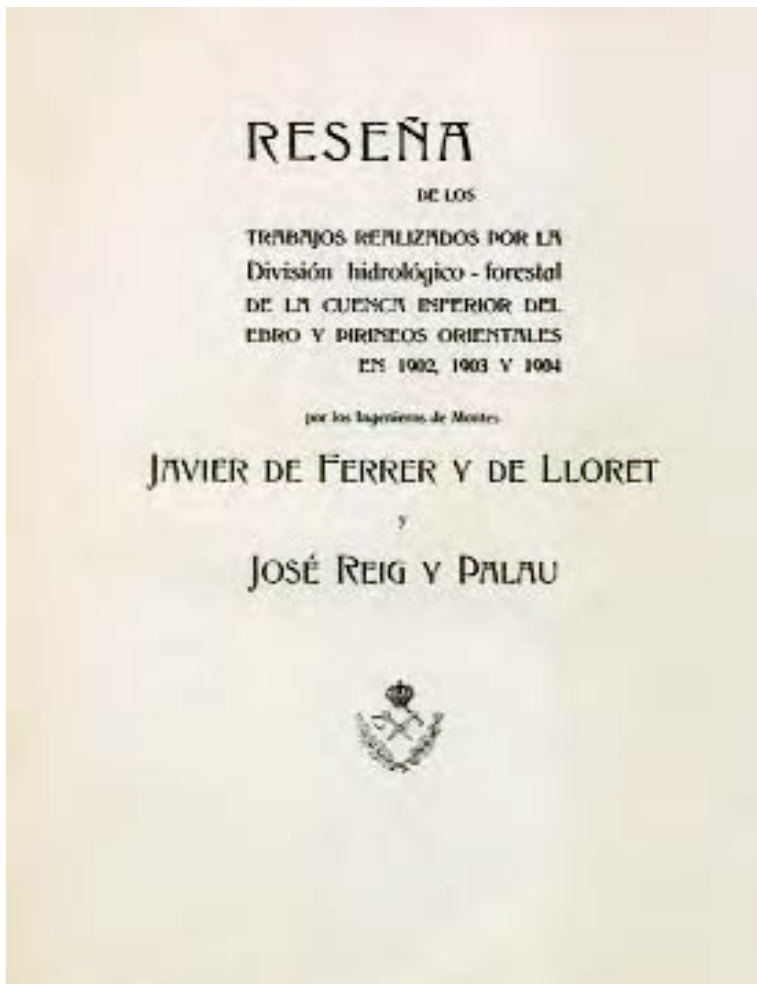 RESEÑA
DE LOS
TRABAJOS REALIZADOS POR LA
División hidrológico - forestal
DE LA CUENCA INFERIOR DEL
EBRO Y PIRINEOS ORIENTALES
EN 1902, 1903 Y 1904
por los Ingenieros de Montes
JAVIER DE FERRER Y DE LLORET
y
JOSÉ REIG Y PALAU